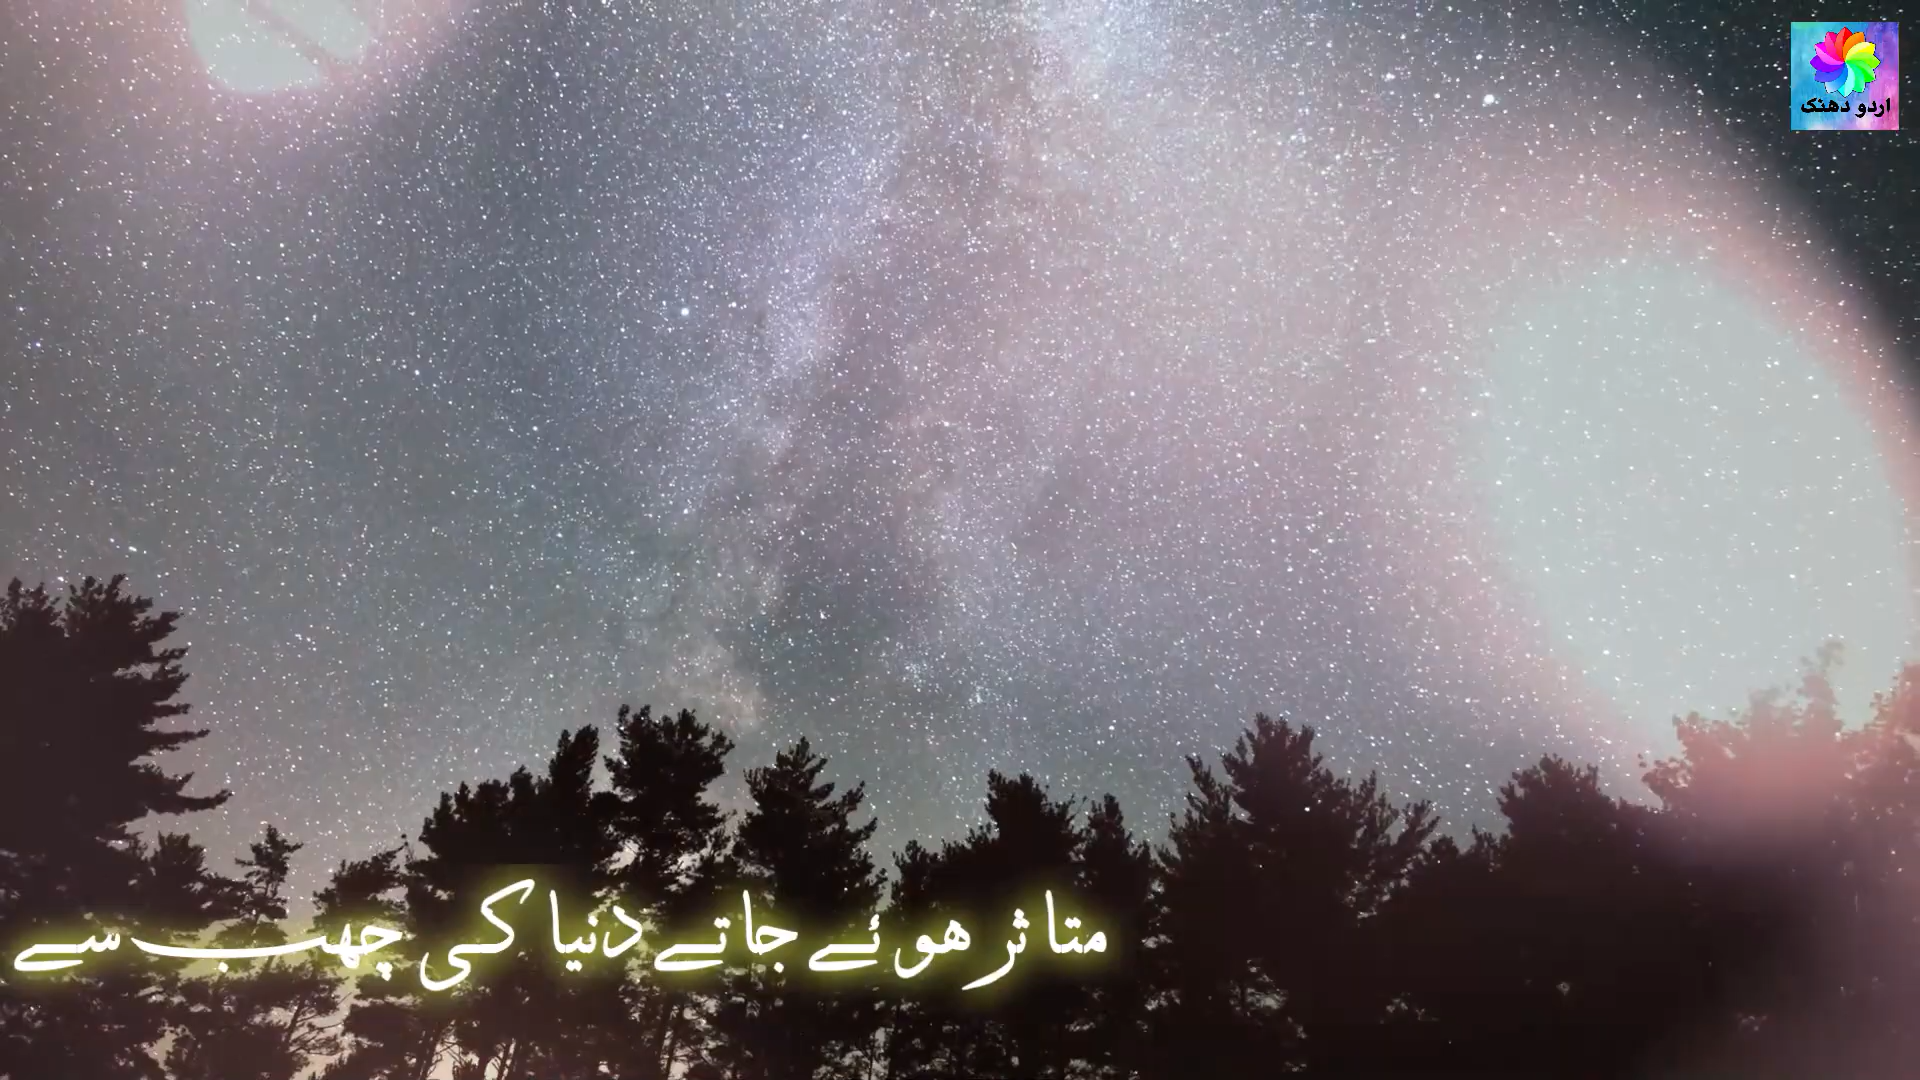 اردو دھنک
متاثر ہوئے جاتے دنیا کی چھب سے